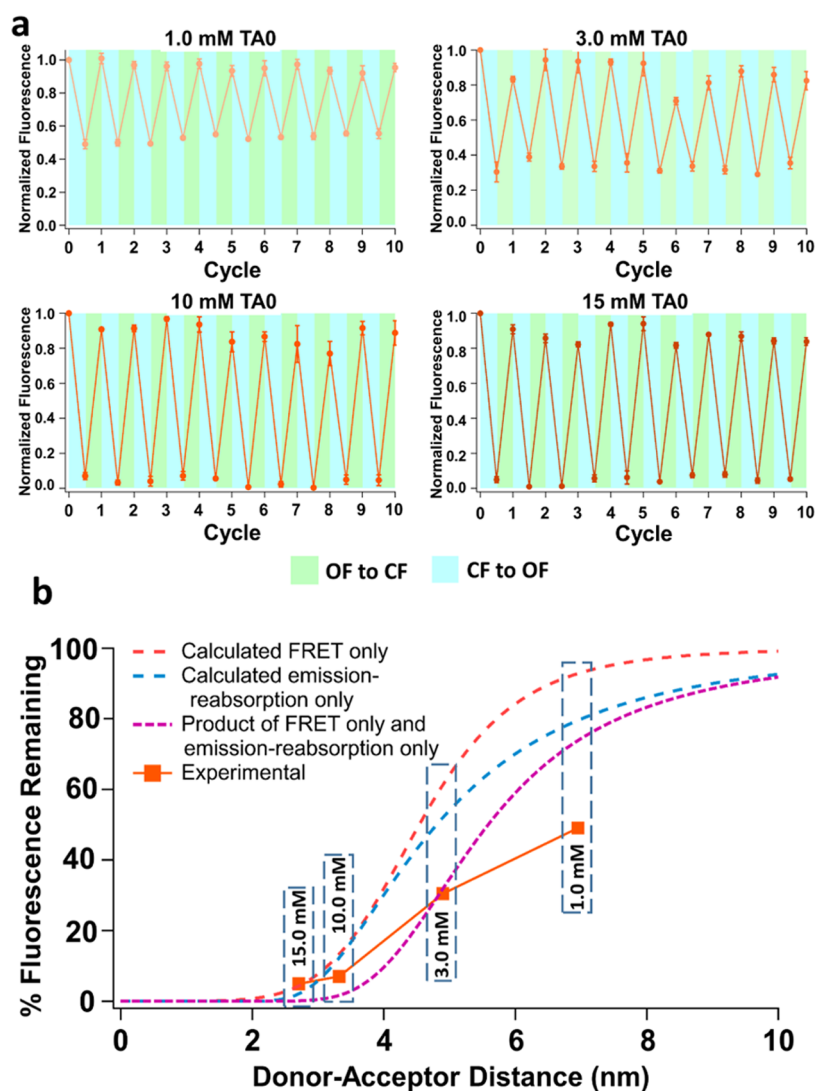 a
1.0 mM TA0
Normalized Fluorescence
1.0
0.8
0.6
0.4
0.2
0.0
0 1 2 3 4 5 6 7 8 9 10
Cycle
3.0 mM TA0
Normalized Fluorescence
1.0
0.8
0.6
0.4
0.2
0.0
0 1 2 3 4 5 6 7 8 9 10
Cycle
10 mM TA0
Normalized Fluorescence
1.0
0.8
0.6
0.4
0.2
0.0
0 1 2 3 4 5 6 7 8 9 10
Cycle
15 mM TA0
Normalized Fluorescence
1.0
0.8
0.6
0.4
0.2
0.0
0 1 2 3 4 5 6 7 8 9 10
Cycle
OF to CF
CF to OF
b
% Fluorescence Remaining
100
80
60
40
20
0
Calculated FRET only
Calculated emission-
reabsorption only
Product of FRET only and
emission-reabsorption only
Experimental
15.0 mM
10.0 mM
3.0 mM
1.0 mM
0 2 4 6 8 10
Donor-Acceptor Distance (nm)